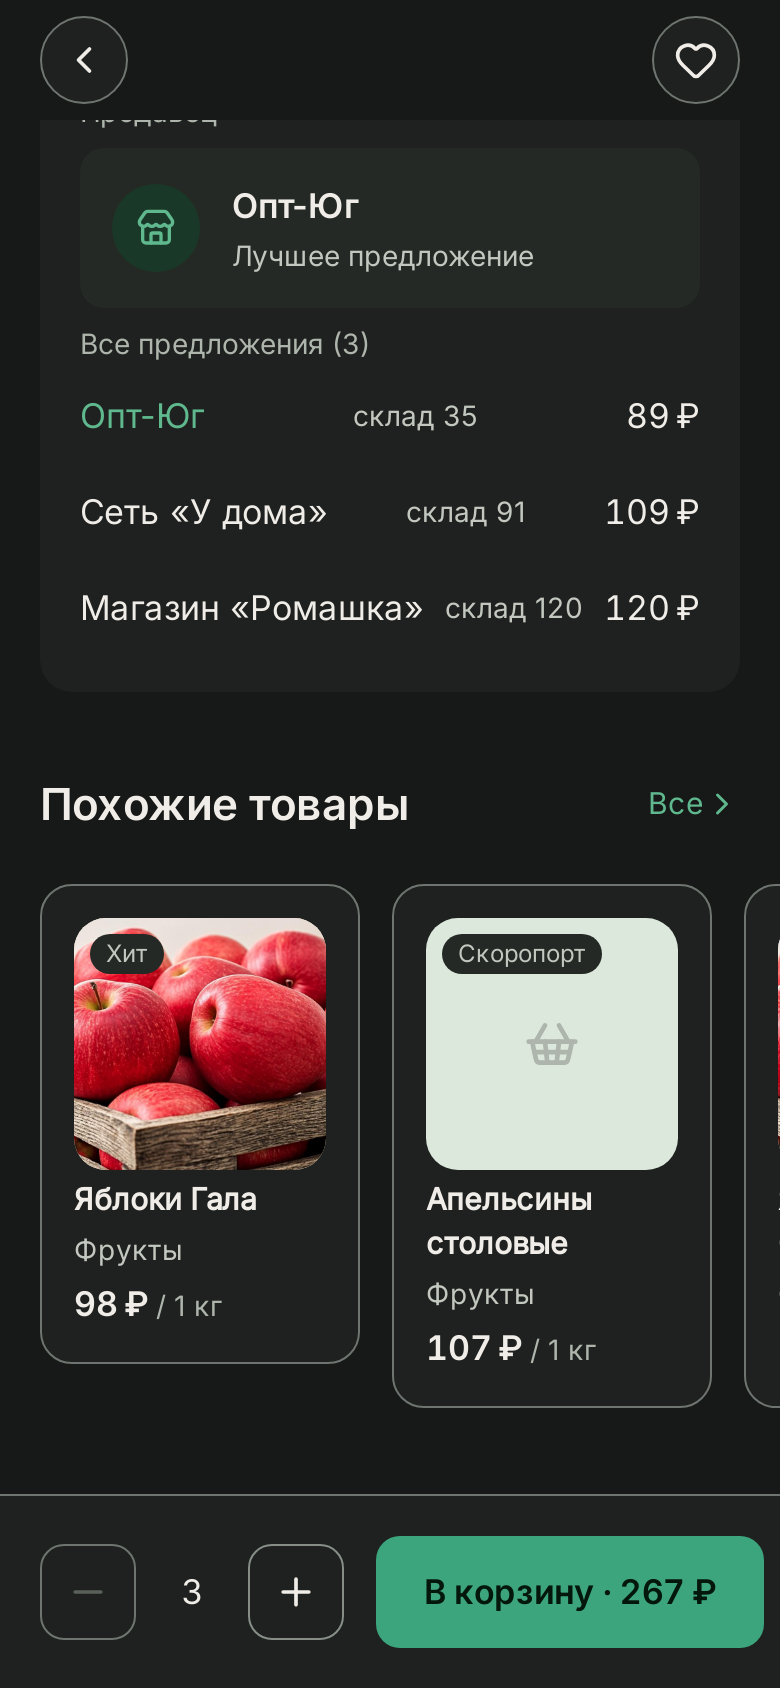 Продавец
Опт-Юг
Лучшее предложение
Все предложения (3)
Опт-Юг склад 35 89 ₽
Сеть «У дома» склад 91 109 ₽
Магазин «Ромашка» склад 120 120 ₽
Похожие товары Все
Хит
Скоропорт
Яблоки Гала
Фрукты
98 ₽ / 1 кг
Апельсины
столовые
Фрукты
107 ₽ / 1 кг
3
В корзину · 267 ₽